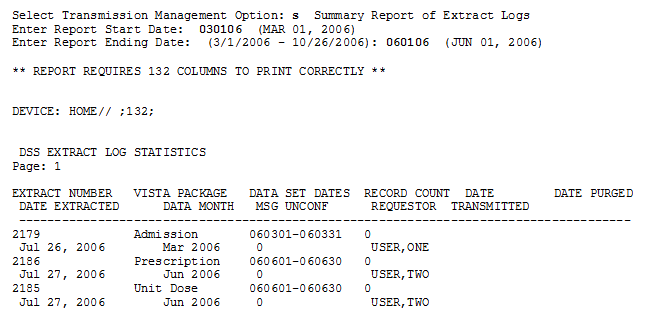 Select Transmission Management Option: s  Summary Report of Extract Logs
Enter Report Start Date:  030106  (MAR 01, 2006)
Enter Report Ending Date:  (3/1/2006 - 10/26/2006): 060106  (JUN 01, 2006)
** REPORT REQUIRES 132 COLUMNS TO PRINT CORRECTLY **
DEVICE: HOME// ;132;
DSS EXTRACT LOG STATISTICS
Page: 1
EXTRACT NUMBER   VISTA PACKAGE   DATA SET DATES  RECORD COUNT  DATE        DATE PURGED
DATE EXTRACTED      DATA MONTH   MSG UNCONF      REQUESTOR  TRANSMITTED
-------------------------------------------------------------------------------------
2179             Admission       060301-060331   0
Jul 26, 2006        Mar 2006     0               USER,ONE
2186             Prescription    060601-060630   0
Jul 27, 2006        Jun 2006     0               USER,TWO
2185             Unit Dose       060601-060630   0
Jul 27, 2006        Jun 2006     0               USER,TWO